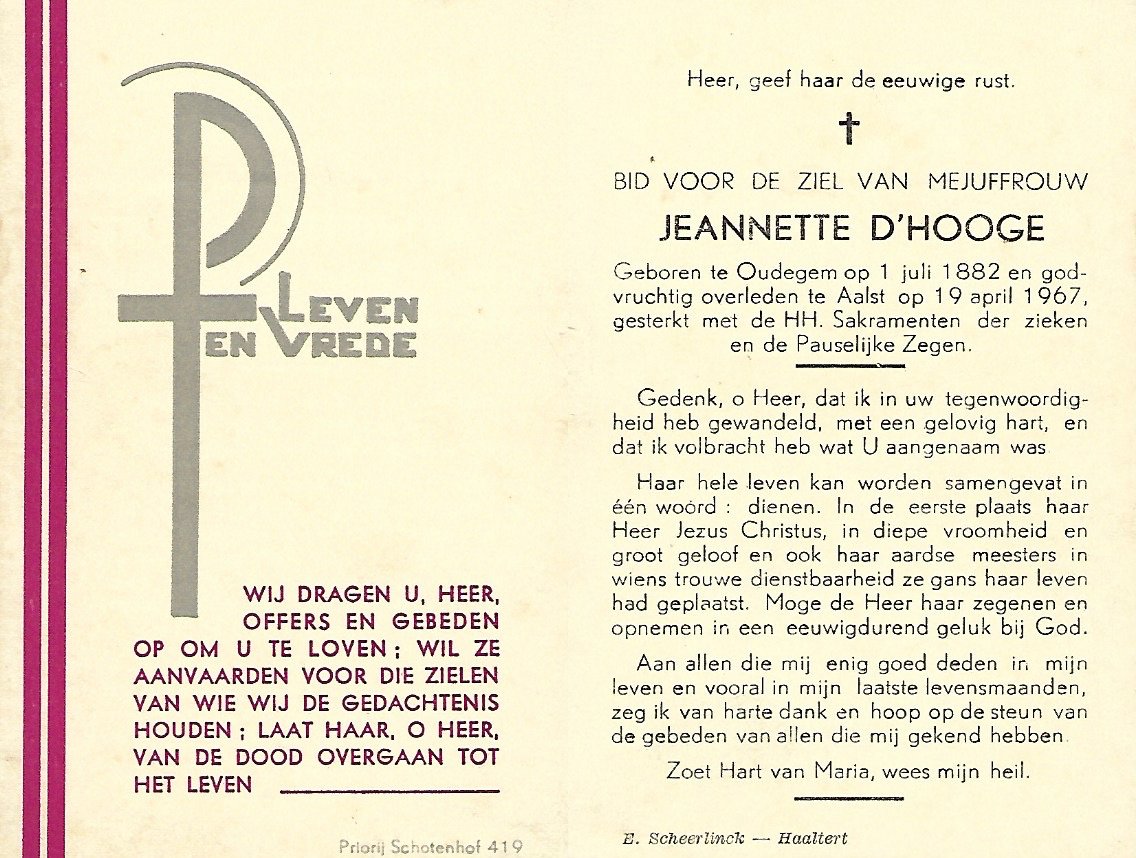 LEVEN
EN VREDE
WIJ DRAGEN U, HEER,
OFFERS EN GEBEDEN
OP OM U TE LOVEN ; WIL ZE
AANVAARDEN VOOR DIE ZIELEN
VAN WIE WIJ DE GEDACHTENIS
HOUDEN ; LAAT HAAR, O HEER,
VAN DE DOOD OVERGAAN TOT
HET LEVEN
Priorij Schotenhof 419
Heer, geef haar de eeuwige rust.
BID VOOR DE ZIEL VAN MEJUFFROUW
JEANNETTE D'HOOGE
Geboren te Oudegem op 1 juli 1882 en god-
vruchtig overleden te Aalst op 19 april 1967,
gesterkt met de HH. Sakramenten der zieken
en de Pauselijke Zegen.
Gedenk, o Heer, dat ik in uw tegenwoordig-
heid heb gewandeld, met een gelovig hart, en
dat ik volbracht heb wat U aangenaam was.
Haar hele leven kan worden samengevat in
één woord : dienen. In de eerste plaats haar
Heer Jezus Christus, in diepe vroomheid en
groot geloof en ook haar aardse meesters in
wiens trouwe dienstbaarheid ze gans haar leven
had geplaatst. Moge de Heer haar zegenen en
opnemen in een eeuwigdurend geluk bij God.
Aan allen die mij enig goed deden in mijn
leven en vooral in mijn laatste levensmaanden,
zeg ik van harte dank en hoop op de steun van
de gebeden van allen die mij gekend hebben.
Zoet Hart van Maria, wees mijn heil.
E. Scheerlinck — Haaltert